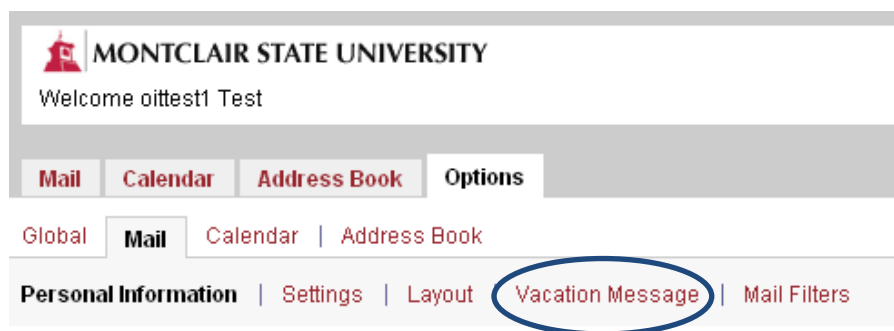 MONTCLAIR STATE UNIVERSITY
Welcome oittest1 Test
Mail Calendar Address Book Options
Global Mail Calendar | Address Book
Personal Information | Settings | Layout | Vacation Message | Mail Filters